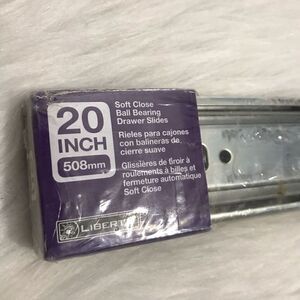 20
INCH
508mm
Soft Close
Ball Bearing
Drawer Slides
Rieles para cajones
con balineras de
cierre suave
Glissières de tiroir à
roulements à billes et
fermeture automatique
Soft Close